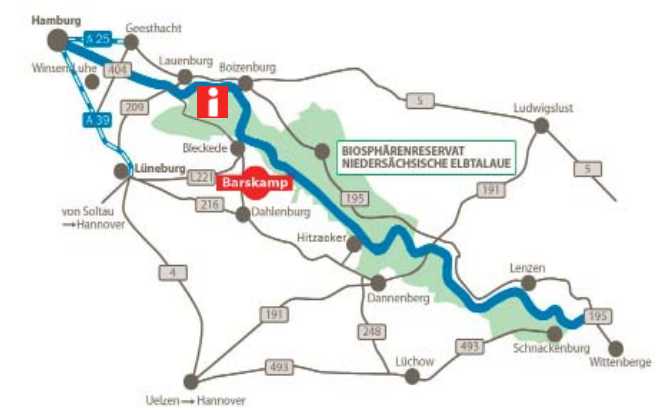 Hamburg
Geesthacht
A 25
Winsen/Luhe
404
Lauenburg
Boizenburg
5
Ludwigslust
209
A 39
i
Bleckede
BIOSPHÄRENRESERVAT
NIEDERSÄCHSISCHE ELBTALAUE
Lüneburg
L221
Barskamp
5
191
195
216
Dahlenburg
von Soltau
→Hannover
Hitzacker
4
Lenzen
Dannenberg
191
195
248
Schnackenburg
493
Wittenberge
Lüchow
493
Uelzen → Hannover